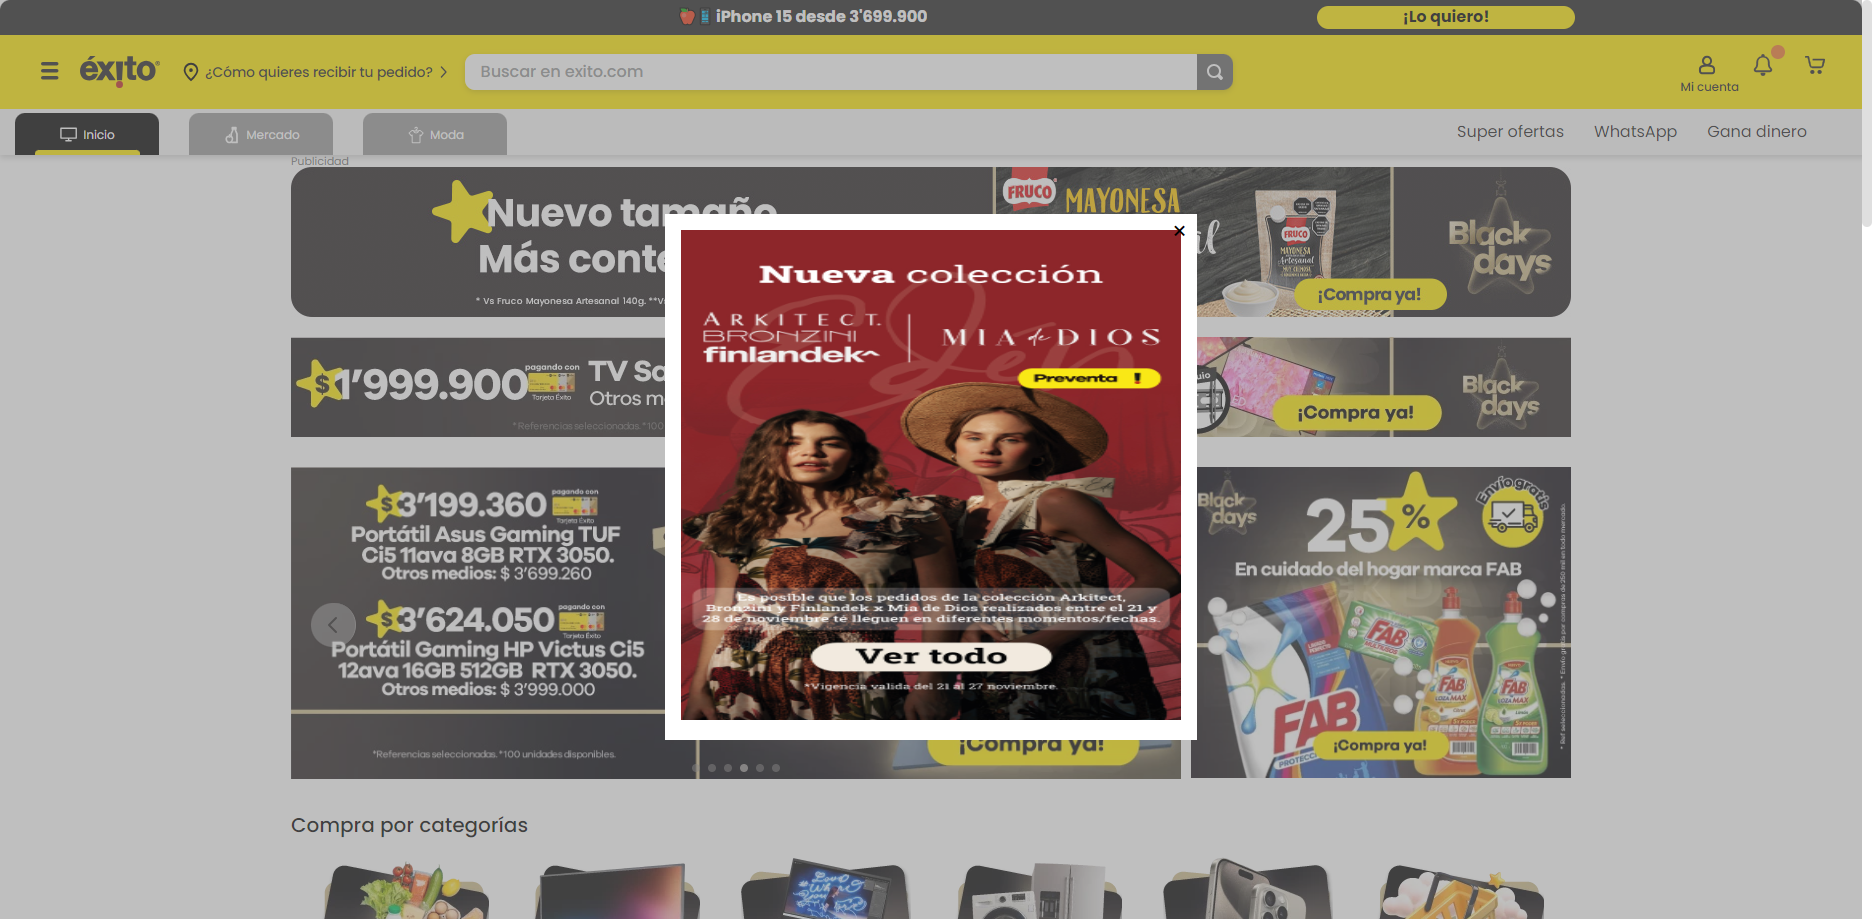 iPhone 15 desde 3'699.900
¡Lo quiero!
éxito
¿Cómo quieres recibir tu pedido?
Buscar en exito.com
Mi cuenta
Inicio
Mercado
Moda
Super ofertas
WhatsApp
Gana dinero
Publicidad
Nuevo tamaño
Más conte
* Vs Fruco Mayonesa Artesanal 140g. **V
FRUCO
MAYONESA
FRUCO
MAYONESA
Artesanal
¡Compra ya!
Black
days
$1'999.900
pagando con
Tarjeta Éxito
TV Sa
Otros m
*Referencias seleccionadas. *100
¡Compra ya!
Black
days
$3'199.360
pagando con
Tarjeta Éxito
Portátil Asus Gaming TUF
Ci5 11ava 8GB RTX 3050.
Otros medios: $ 3'699.260
$3'624.050
pagando con
Tarjeta Éxito
Portátil Gaming HP Victus Ci5
12ava 16GB 512GB RTX 3050.
Otros medios: $ 3'999.000
*Referencias seleccionadas. *100 unidades disponibles.
¡Compra ya!
Nueva colección
ARKITECT.
BRONZINI
finlandek^
MIA de DIOS
Preventa !
Es posible que los pedidos de la colección Arkitect,
Bronzini y Finlandek x Mia de Dios realizados entre el 21 y
28 de noviembre té lleguen en diferentes momentos/fechas.
Ver todo
*Vigencia valida del 21 al 27 noviembre.
Black
days
25%
Envío gratis
En cuidado del hogar marca FAB
FAB
FAB
FAB
FAB
¡Compra ya!
Compra por categorías